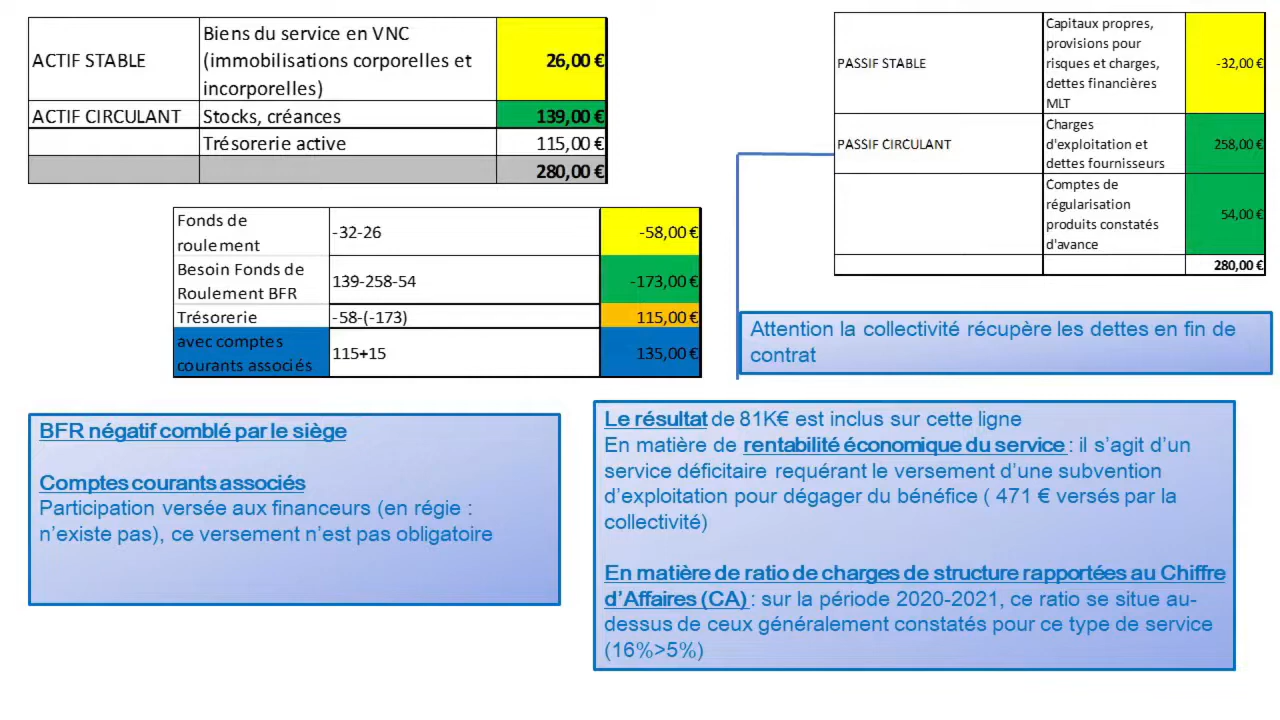 Biens du service en VNC
ACTIF STABLE (immobilisations corporelles et 26,00 €
incorporelles)
ACTIF CIRCULANT Stocks, créances 139,00 €
Trésorerie active 115,00 €
280,00 €
Capitaux propres,
provisions pour
PASSIF STABLE risques et charges, -32,00 €
dettes financières
MLT
Charges
PASSIF CIRCULANT d'exploitation et 258,00 €
dettes fournisseurs
Comptes de
régularisation 54,00 €
produits constatés
d'avance
280,00 €
Fonds de
roulement -32-26 -58,00 €
Besoin Fonds de
Roulement BFR 139-258-54 -173,00 €
Trésorerie -58-(-173) 115,00 €
avec comptes
courants associés 115+15 135,00 €
Attention la collectivité récupère les dettes en fin de
contrat
BFR négatif comblé par le siège
Comptes courants associés
Participation versée aux financeurs (en régie :
n’existe pas), ce versement n’est pas obligatoire
Le résultat de 81K€ est inclus sur cette ligne
En matière de rentabilité économique du service : il s’agit d’un
service déficitaire requérant le versement d’une subvention
d’exploitation pour dégager du bénéfice ( 471 € versés par la
collectivité)
En matière de ratio de charges de structure rapportées au Chiffre
d’Affaires (CA) : sur la période 2020-2021, ce ratio se situe au-
dessus de ceux généralement constatés pour ce type de service
(16%>5%)